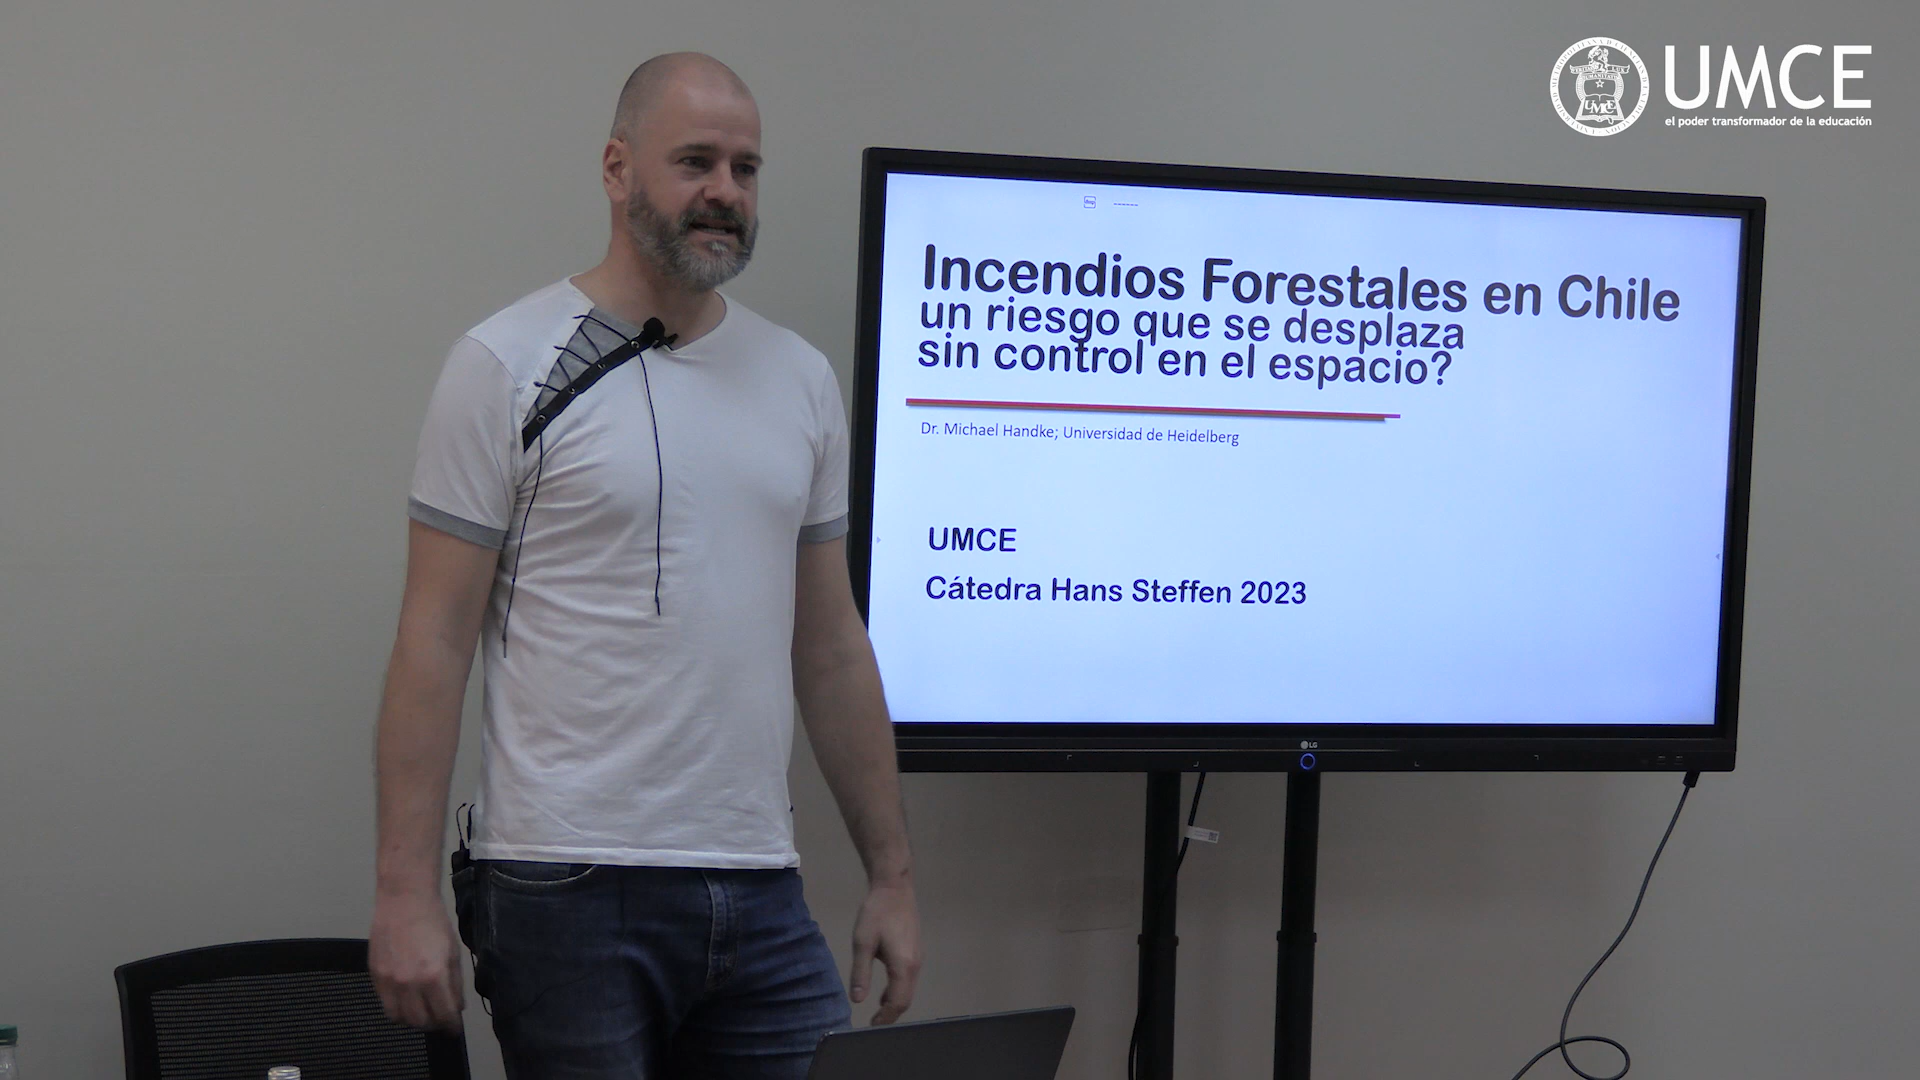 UMCE
el poder transformador de la educación
Incendios Forestales en Chile
un riesgo que se desplaza
sin control en el espacio?
Dr. Michael Handke; Universidad de Heidelberg
UMCE
Cátedra Hans Steffen 2023
LG